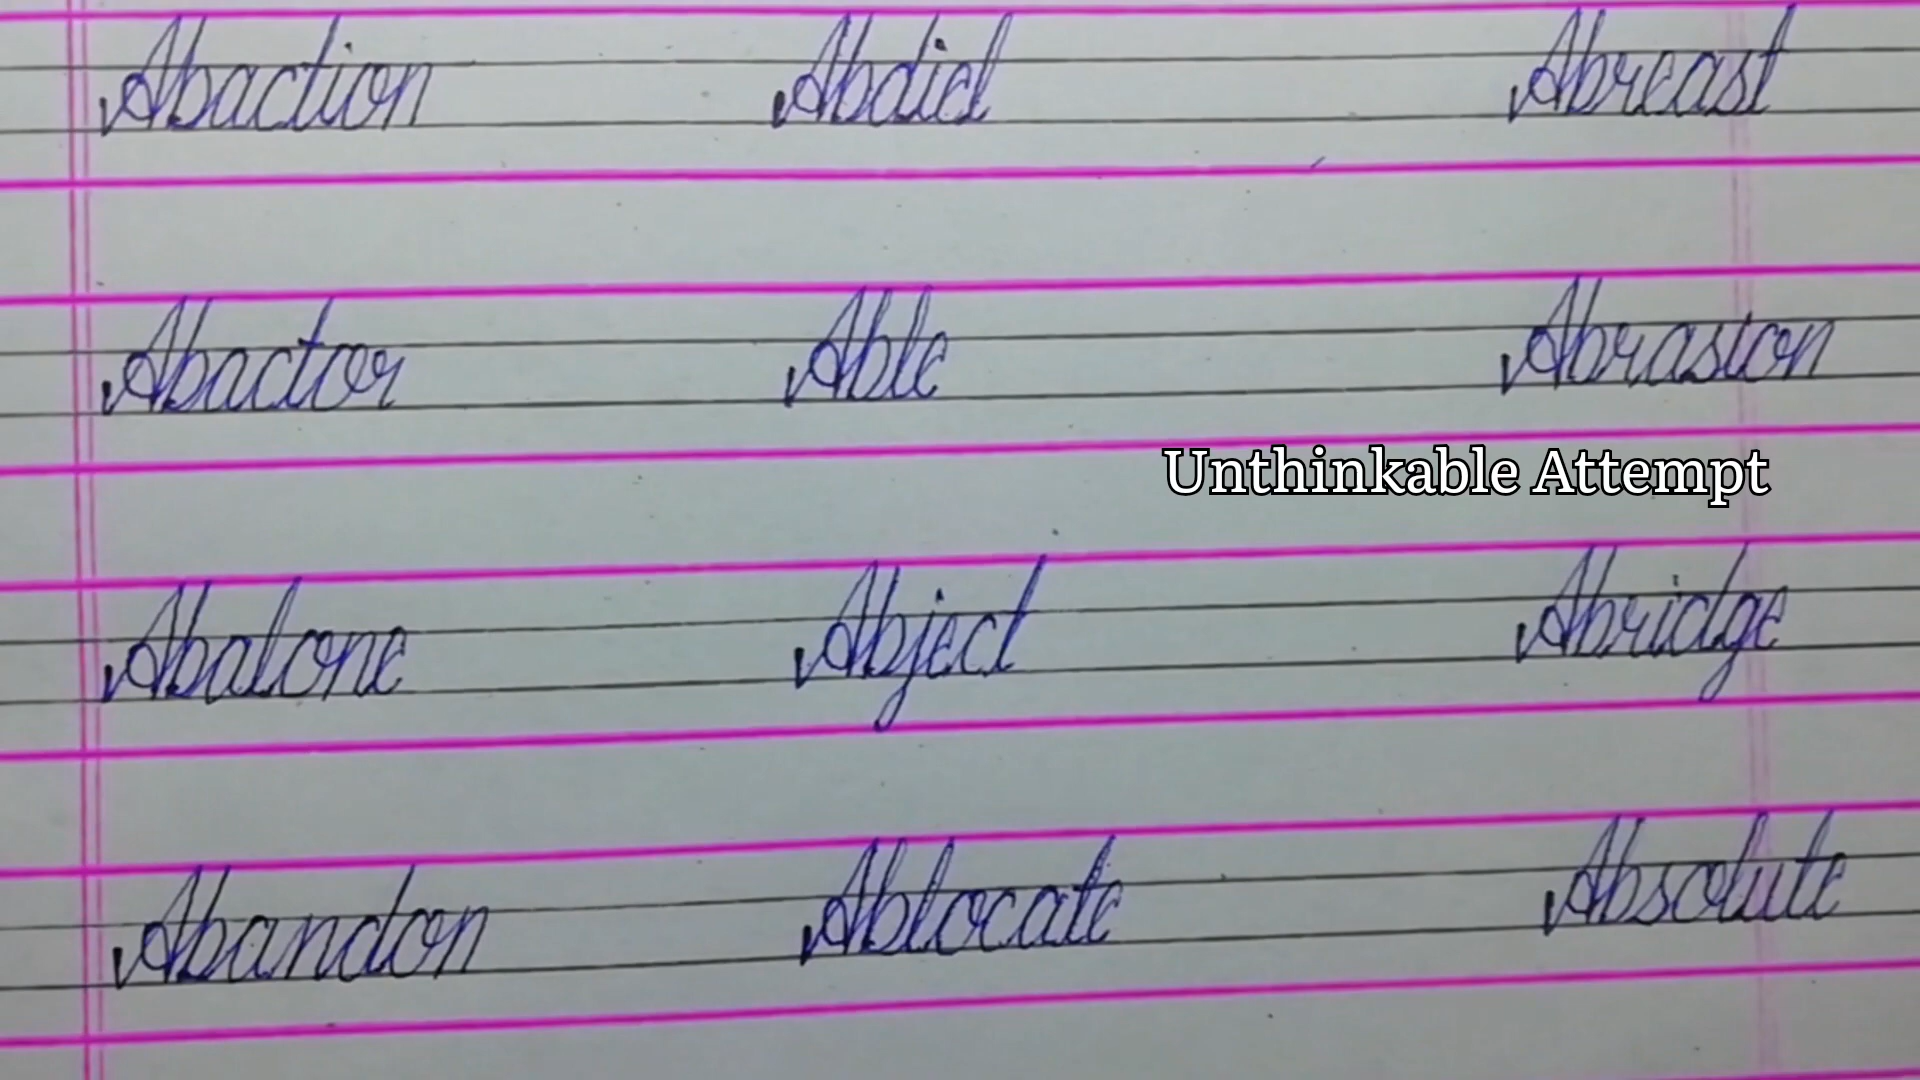 Abaction Abdiel Abreast
Abactor Able Abrasion
Unthinkable Attempt
Abalone Abject Abridge
Abandon Ablocate Absolute